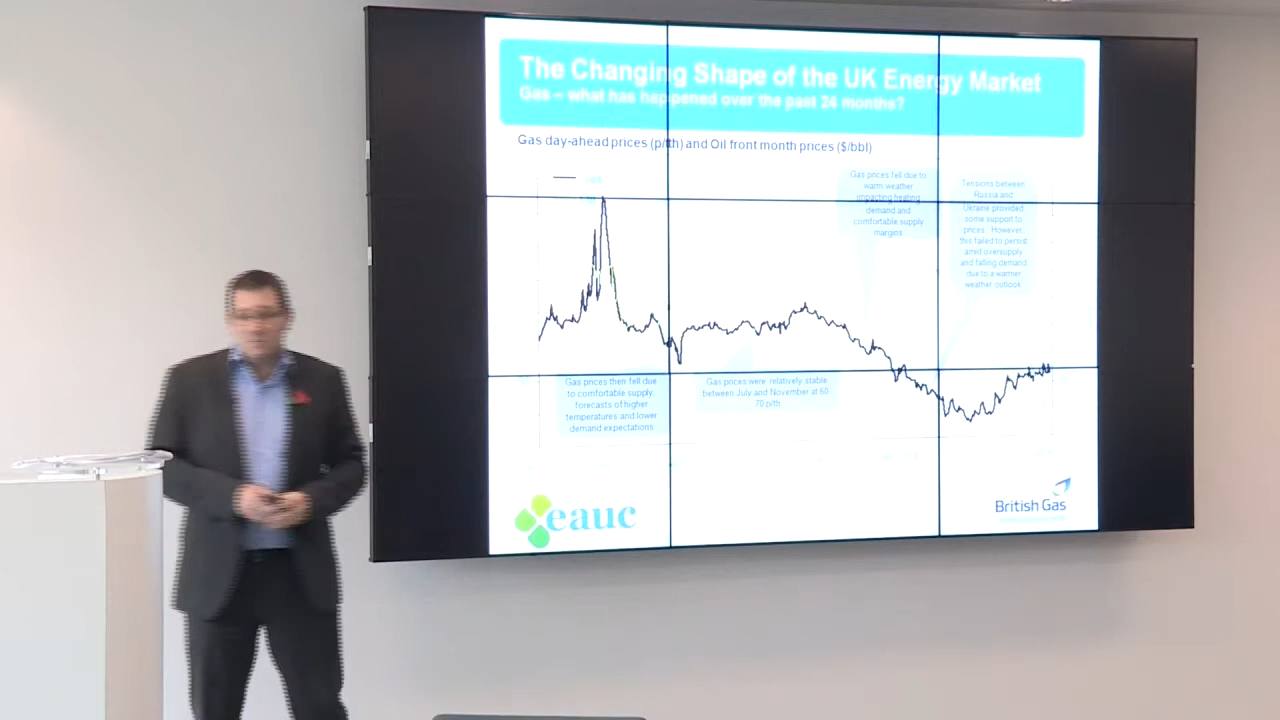 The Changing Shape of the UK Energy Market
Gas – what has happened over the past 24 months?
Gas day-ahead prices (p/th) and Oil front month prices ($/bbl)
Gas prices fell due to
warm weather
impacting heating
demand and
comfortable supply
margins
Tensions between
Russia and
Ukraine provided
some support to
prices. However,
this failed to persist
amid oversupply
and falling demand
due to a warmer
weather outlook.
Gas prices then fell due
to comfortable supply,
forecasts of higher
temperatures and lower
demand expectations.
Gas prices were relatively stable
between July and November at 60-
70 p/th.
eauc
British Gas